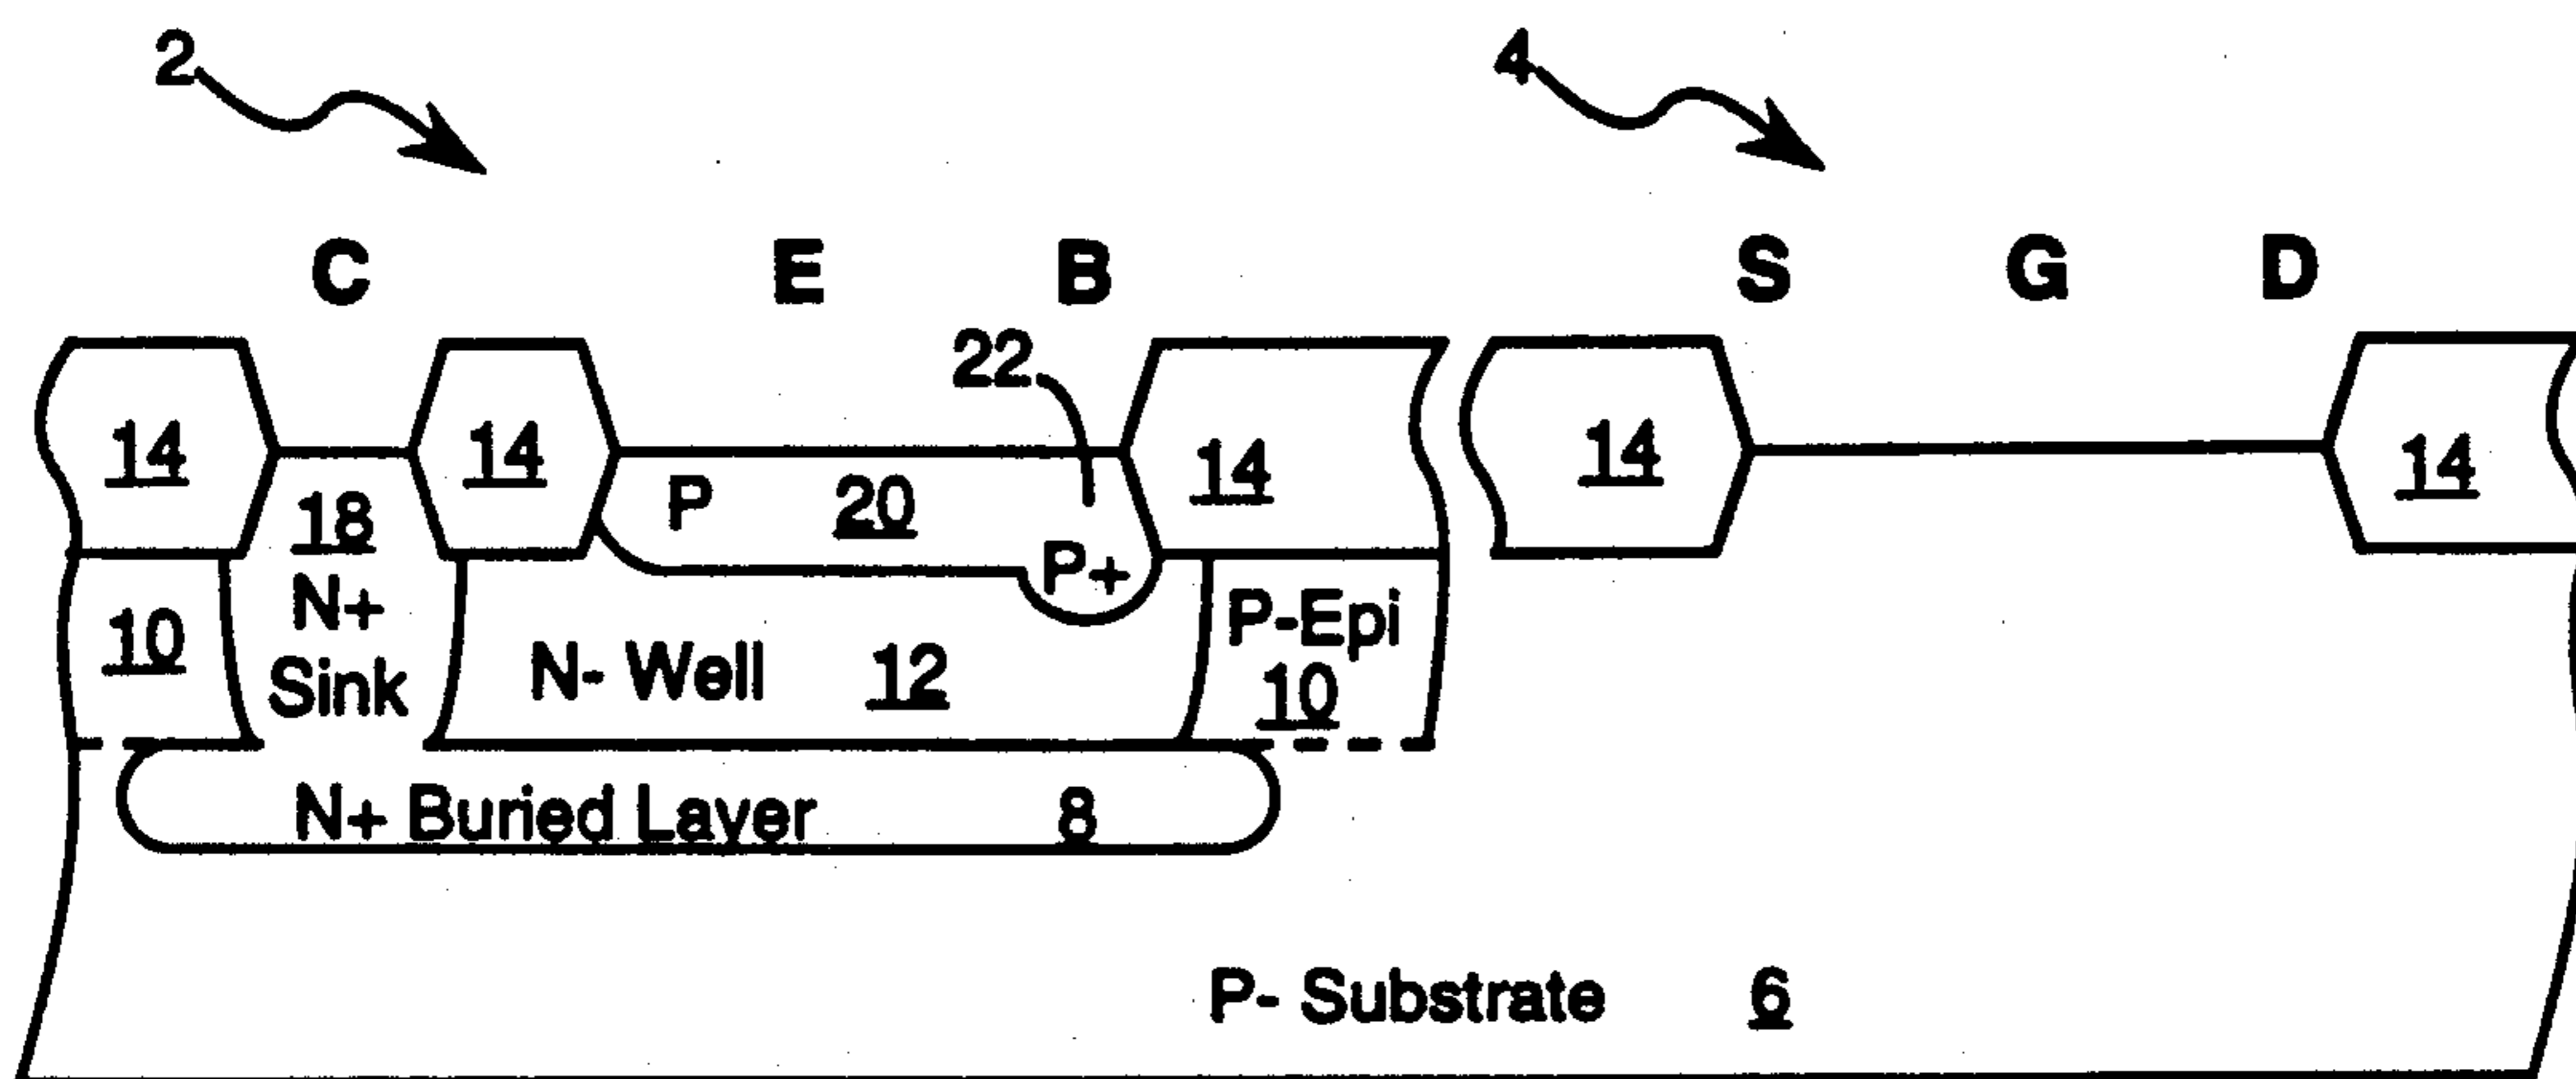 2 4
C E B S G D
22
14 14 14 14 14
P 20
18
P+
N+
Sink
10
N- Well 12
P-Epi
10
N+ Buried Layer 8
P- Substrate 6